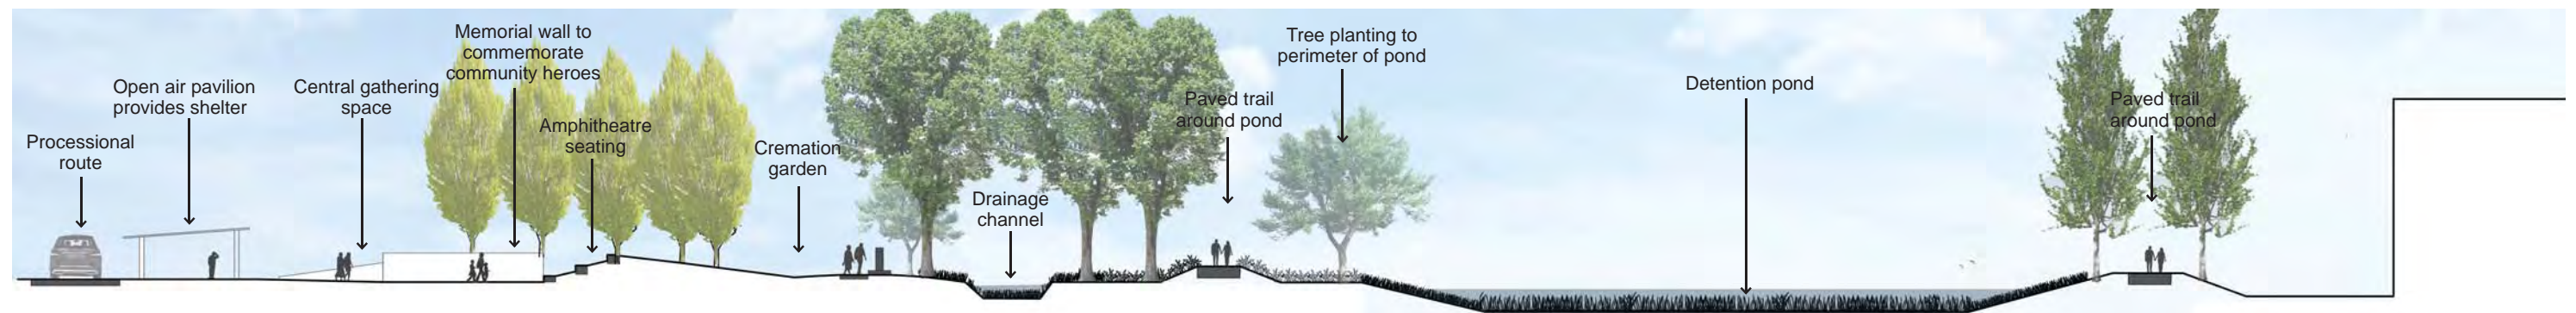 Processional
route
Open air pavilion
provides shelter
Central gathering
space
Memorial wall to
commemorate
community heroes
Amphitheatre
seating
Cremation
garden
Drainage
channel
Paved trail
around pond
Tree planting to
perimeter of pond
Detention pond
Paved trail
around pond